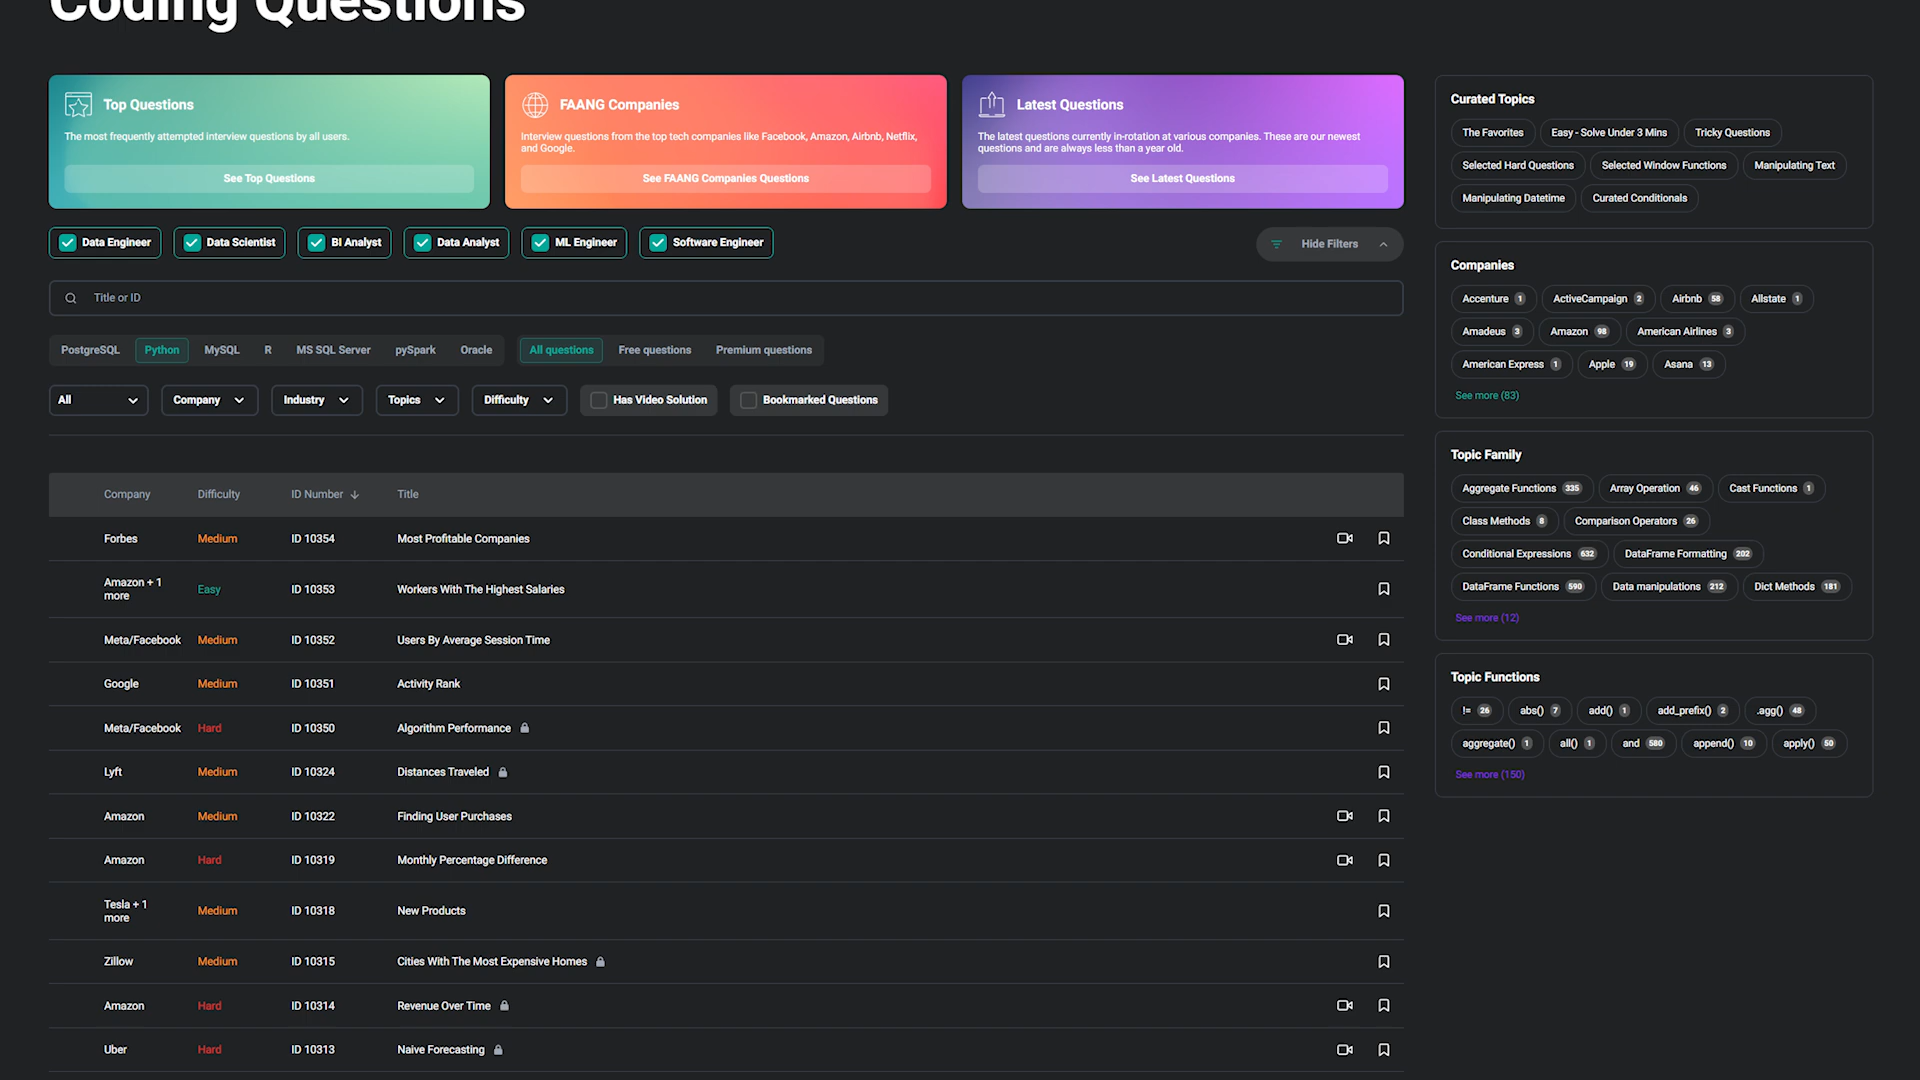 Coding Questions
Top Questions
The most frequently attempted interview questions by all users.
See Top Questions
FAANG Companies
Interview questions from the top tech companies like Facebook, Amazon, Airbnb, Netflix,
and Google.
See FAANG Companies Questions
Latest Questions
The latest questions currently in-rotation at various companies. These are our newest
questions and are always less than a year old.
See Latest Questions
Data Engineer Data Scientist BI Analyst Data Analyst ML Engineer Software Engineer
Hide Filters
Title or ID
PostgreSQL Python MySQL R MS SQL Server pySpark Oracle All questions Free questions Premium questions
All Company Industry Topics Difficulty Has Video Solution Bookmarked Questions
Company Difficulty ID Number Title
Forbes Medium ID 10354 Most Profitable Companies
Amazon + 1
more Easy ID 10353 Workers With The Highest Salaries
Meta/Facebook Medium ID 10352 Users By Average Session Time
Google Medium ID 10351 Activity Rank
Meta/Facebook Hard ID 10350 Algorithm Performance
Lyft Medium ID 10324 Distances Traveled
Amazon Medium ID 10322 Finding User Purchases
Amazon Hard ID 10319 Monthly Percentage Difference
Tesla + 1
more Medium ID 10318 New Products
Zillow Medium ID 10315 Cities With The Most Expensive Homes
Amazon Hard ID 10314 Revenue Over Time
Uber Hard ID 10313 Naive Forecasting
Curated Topics
The Favorites Easy - Solve Under 3 Mins Tricky Questions
Selected Hard Questions Selected Window Functions Manipulating Text
Manipulating Datetime Curated Conditionals
Companies
Accenture 1 ActiveCampaign 2 Airbnb 58 Allstate 1
Amadeus 3 Amazon 98 American Airlines 3
American Express 1 Apple 19 Asana 13
See more (83)
Topic Family
Aggregate Functions 335 Array Operation 46 Cast Functions 1
Class Methods 8 Comparison Operators 26
Conditional Expressions 632 DataFrame Formatting 202
DataFrame Functions 590 Data manipulations 212 Dict Methods 181
See more (12)
Topic Functions
!= 26 abs() 7 add() 1 add_prefix() 2 .agg() 48
aggregate() 1 all() 1 and 580 append() 10 apply() 50
See more (150)